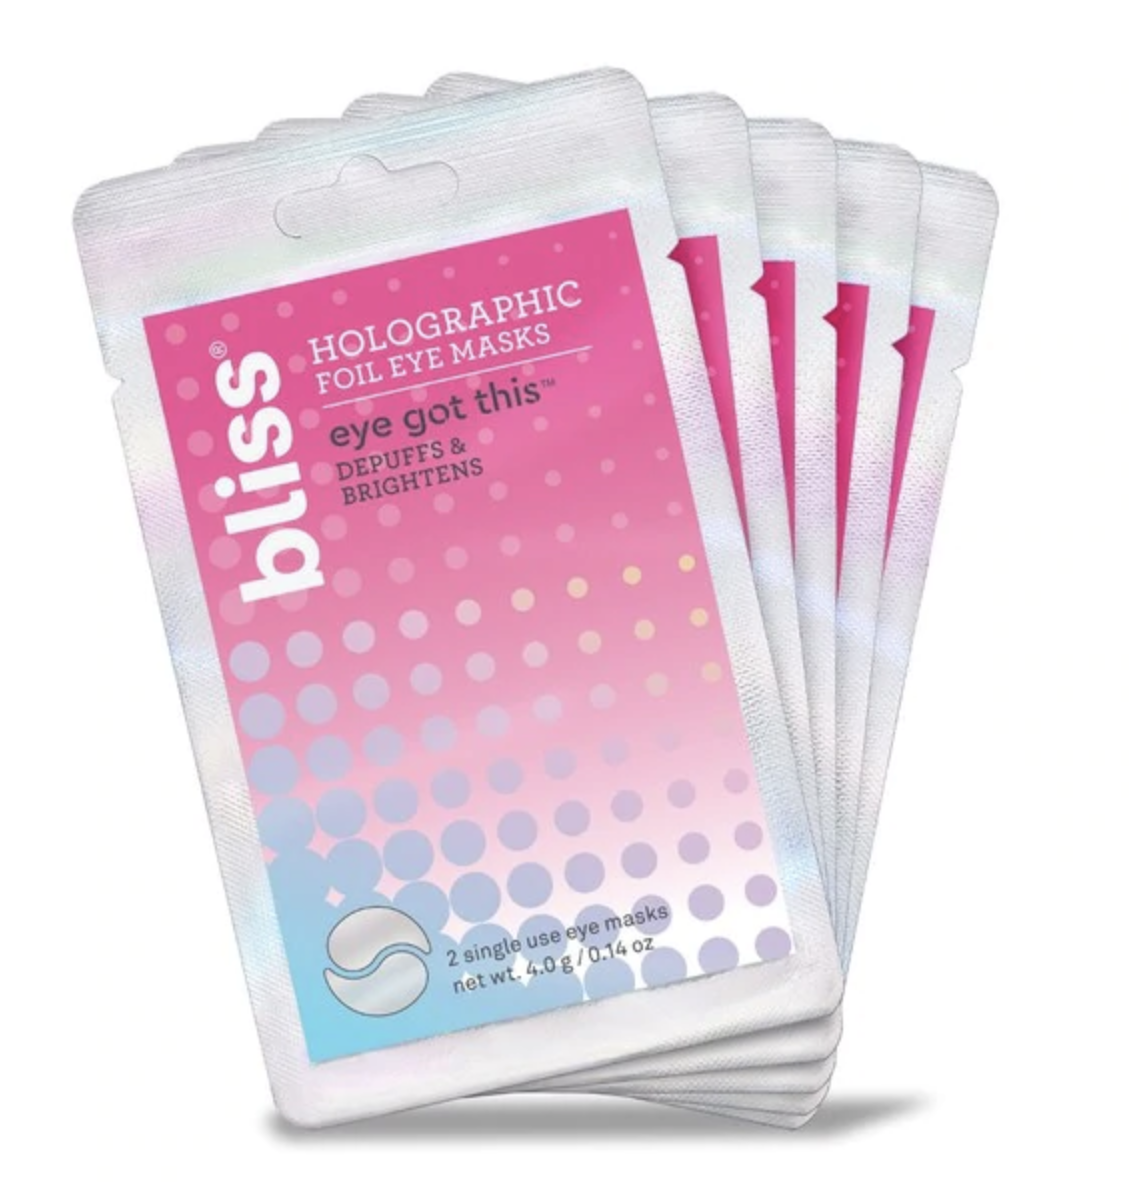 bliss®
HOLOGRAPHIC
FOIL EYE MASKS
eye got this™
DEPUFFS &
BRIGHTENS
2 single use eye masks
net wt. 4.0 g / 0.14 oz